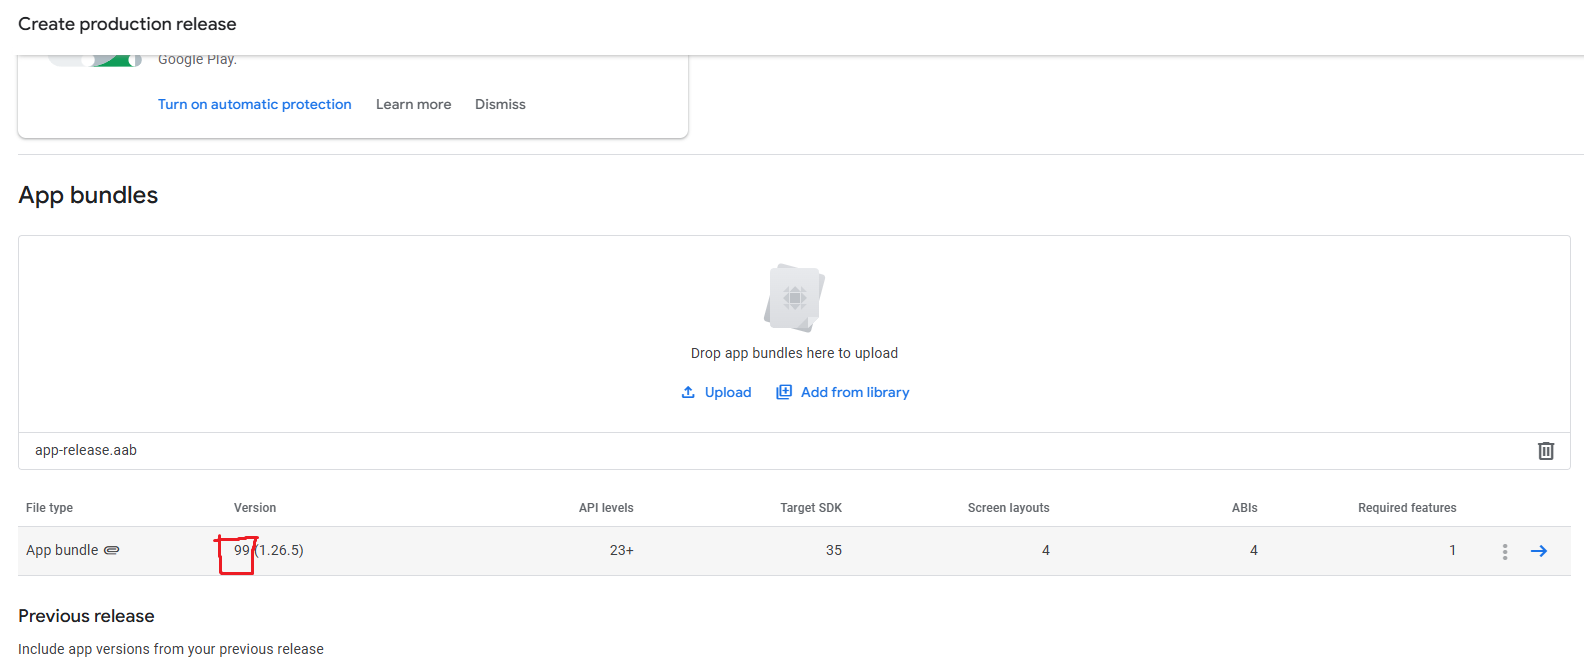 Create production release
Google Play.
Turn on automatic protection Learn more Dismiss
App bundles
Drop app bundles here to upload
Upload Add from library
app-release.aab
File type Version API levels Target SDK Screen layouts ABIs Required features
App bundle 99 (1.26.5) 23+ 35 4 4 1
Previous release
Include app versions from your previous release